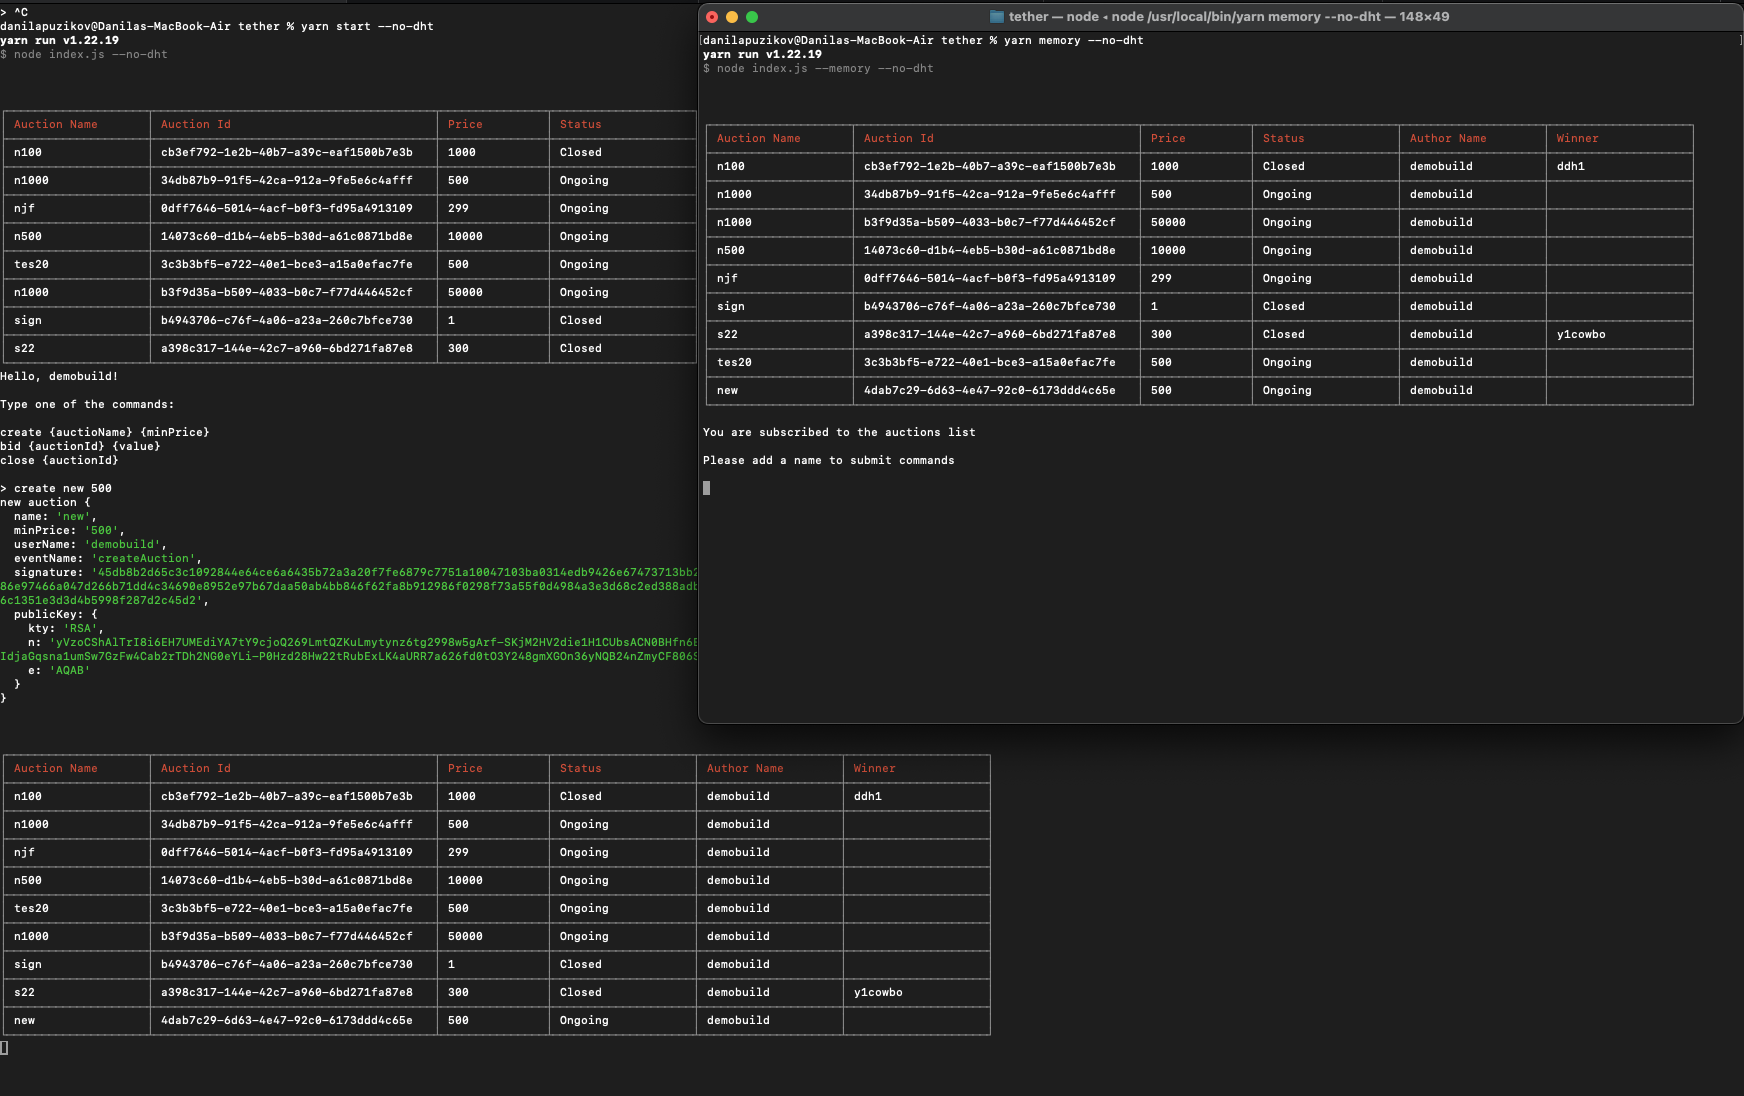 > ^C
danilapuzikov@Danilas-MacBook-Air tether % yarn start --no-dht
yarn run v1.22.19
$ node index.js --no-dht
Auction Name Auction Id Price Status
n100 cb3ef792-1e2b-40b7-a39c-eaf1500b7e3b 1000 Closed
n1000 34db87b9-91f5-42ca-912a-9fe5e6c4afff 500 Ongoing
njf 0dff7646-5014-4acf-b0f3-fd95a4913109 299 Ongoing
n500 14073c60-d1b4-4eb5-b30d-a61c0871bd8e 10000 Ongoing
tes20 3c3b3bf5-e722-40e1-bce3-a15a0efac7fe 500 Ongoing
n1000 b3f9d35a-b509-4033-b0c7-f77d446452cf 50000 Ongoing
sign b4943706-c76f-4a06-a23a-260c7bfce730 1 Closed
s22 a398c317-144e-42c7-a960-6bd271fa87e8 300 Closed
Hello, demobuild!
Type one of the commands:
create {auctioName} {minPrice}
bid {auctionId} {value}
close {auctionId}
> create new 500
new auction {
name: 'new',
minPrice: '500',
userName: 'demobuild',
eventName: 'createAuction',
signature: '45db8b2d65c3c1092844e64ce6a6435b72a3a20f7fe6879c7751a10047103ba0314edb9426e67473713bb2
86e97466a047d266b71dd4c34690e8952e97b67daa50ab4bb846f62fa8b912986f0298f73a55f0d4984a3e3d68c2ed388adb
6c1351e3d3d4b5998f287d2c45d2',
publicKey: {
kty: 'RSA',
n: 'yVzoCShAlTrI8i6EH7UMEdiYA7tY9cjoQ269LmtQZKuLmytynz6tg2998w5gArf-SKjM2HV2die1H1CUbsACN0BHfn6E
IdjaGqsna1umSw7GzFw4Cab2rTDh2NG0eYLi-P0Hzd28Hw22tRubExLK4aURR7a626fd0tO3Y248gmXGOn36yNQB24nZmyCF806S
e: 'AQAB'
}
}
Auction Name Auction Id Price Status Author Name Winner
n100 cb3ef792-1e2b-40b7-a39c-eaf1500b7e3b 1000 Closed demobuild ddh1
n1000 34db87b9-91f5-42ca-912a-9fe5e6c4afff 500 Ongoing demobuild
njf 0dff7646-5014-4acf-b0f3-fd95a4913109 299 Ongoing demobuild
n500 14073c60-d1b4-4eb5-b30d-a61c0871bd8e 10000 Ongoing demobuild
tes20 3c3b3bf5-e722-40e1-bce3-a15a0efac7fe 500 Ongoing demobuild
n1000 b3f9d35a-b509-4033-b0c7-f77d446452cf 50000 Ongoing demobuild
sign b4943706-c76f-4a06-a23a-260c7bfce730 1 Closed demobuild
s22 a398c317-144e-42c7-a960-6bd271fa87e8 300 Closed demobuild y1cowbo
new 4dab7c29-6d63-4e47-92c0-6173ddd4c65e 500 Ongoing demobuild
tether — node ◂ node /usr/local/bin/yarn memory --no-dht — 148×49
[danilapuzikov@Danilas-MacBook-Air tether % yarn memory --no-dht ]
yarn run v1.22.19
$ node index.js --memory --no-dht
Auction Name Auction Id Price Status Author Name Winner
n100 cb3ef792-1e2b-40b7-a39c-eaf1500b7e3b 1000 Closed demobuild ddh1
n1000 34db87b9-91f5-42ca-912a-9fe5e6c4afff 500 Ongoing demobuild
n1000 b3f9d35a-b509-4033-b0c7-f77d446452cf 50000 Ongoing demobuild
n500 14073c60-d1b4-4eb5-b30d-a61c0871bd8e 10000 Ongoing demobuild
njf 0dff7646-5014-4acf-b0f3-fd95a4913109 299 Ongoing demobuild
sign b4943706-c76f-4a06-a23a-260c7bfce730 1 Closed demobuild
s22 a398c317-144e-42c7-a960-6bd271fa87e8 300 Closed demobuild y1cowbo
tes20 3c3b3bf5-e722-40e1-bce3-a15a0efac7fe 500 Ongoing demobuild
new 4dab7c29-6d63-4e47-92c0-6173ddd4c65e 500 Ongoing demobuild
You are subscribed to the auctions list
Please add a name to submit commands